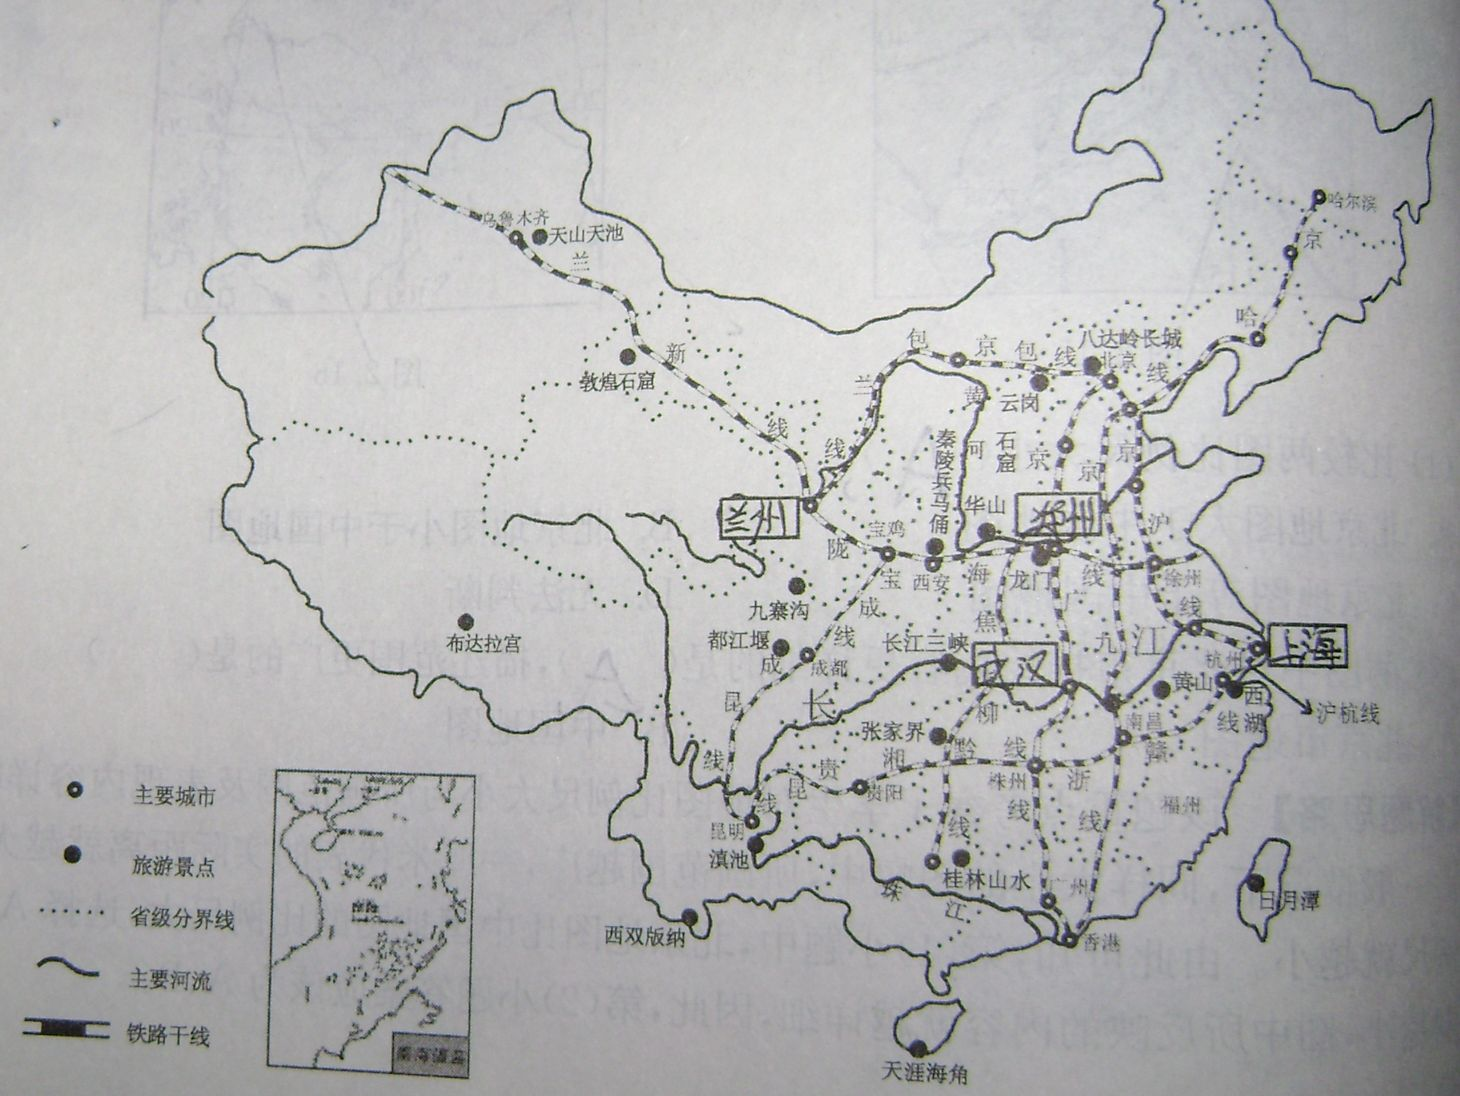 哈尔滨
京
哈
线
乌鲁木齐
天山天池
兰
新
线
敦煌石窟
包
兰
线
京包线
八达岭长城
北京
云岗
石窟
黄
河
秦陵兵马俑
华山
京
京
京
沪
线
兰州
郑州
陇
海
线
宝鸡
西安
龙门
徐州
九寨沟
布达拉宫
都江堰
宝
成
线
成都
长江三峡
焦
柳
线
广
线
九
线
长
江
武汉
上海
杭州
黄山
西湖
沪杭线
成
昆
线
张家界
湘
黔
线
南昌
浙
赣
线
株州
贵
昆
线
贵阳
福州
昆明
滇池
桂林山水
珠
江
广州
香港
西双版纳
日月潭
天涯海角
主要城市
旅游景点
省级分界线
主要河流
铁路干线
南海诸岛